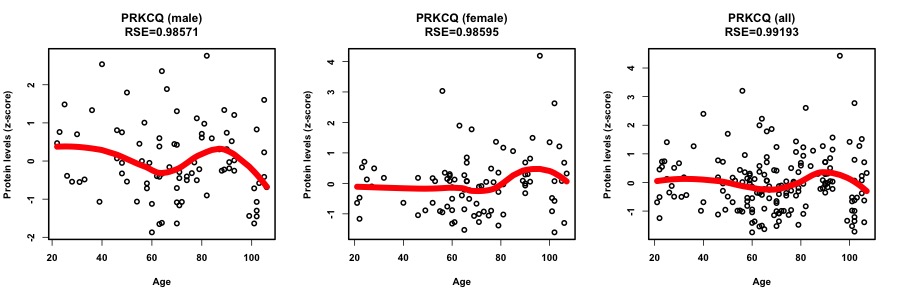 PRKCQ (male)
RSE=0.98571
Protein levels (z-score)
2
1
0
-1
-2
20 40 60 80 100
Age
PRKCQ (female)
RSE=0.98595
Protein levels (z-score)
4
3
2
1
0
-1
20 40 60 80 100
Age
PRKCQ (all)
RSE=0.99193
Protein levels (z-score)
4
3
2
1
0
-1
20 40 60 80 100
Age